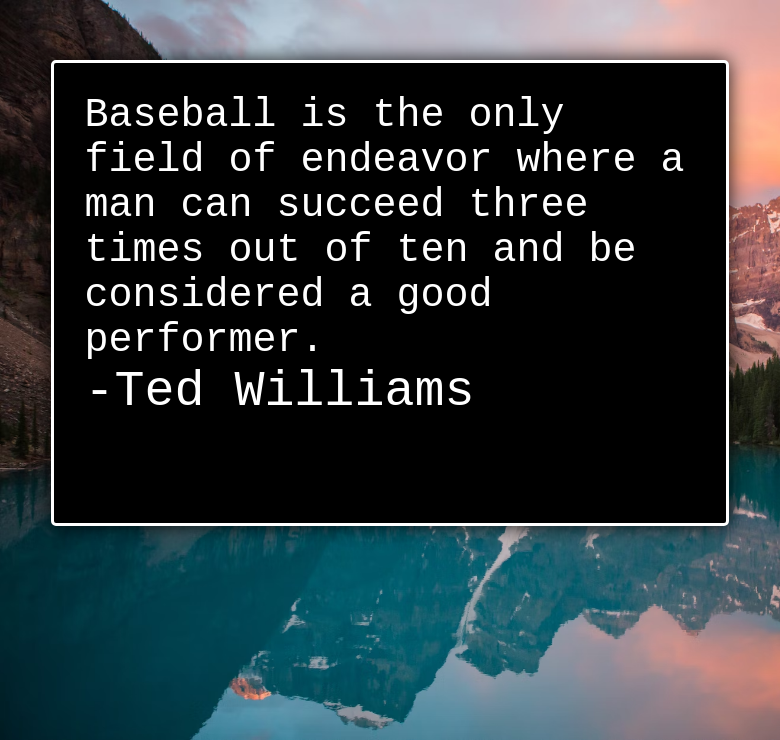 Baseball is the only
field of endeavor where a
man can succeed three
times out of ten and be
considered a good
performer.
-Ted Williams